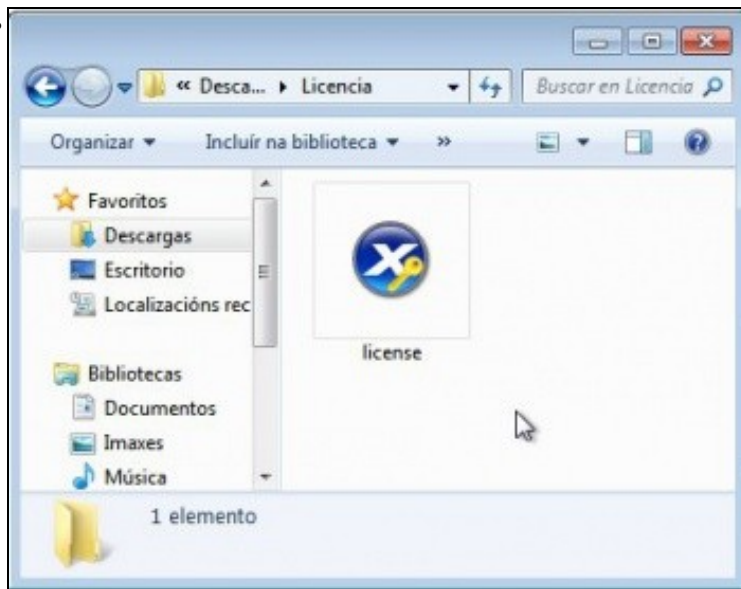 « Desca... Licencia
Buscar en Licencia
Organizar
Incluír na biblioteca
»
Favoritos
Descargas
Escritorio
Localizacións rec
Bibliotecas
Documentos
Imaxes
Música
license
1 elemento